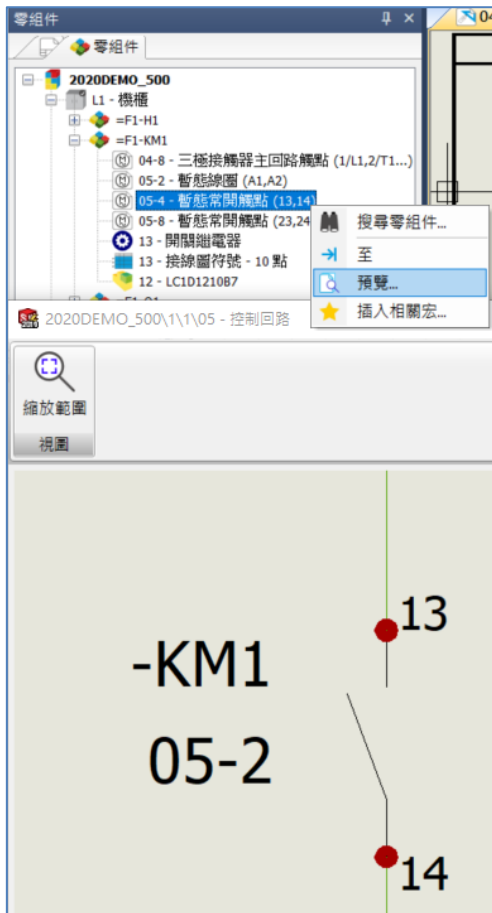 零組件
04
零組件
2020DEMO_500
L1 - 機櫃
=F1-H1
=F1-KM1
04-8 - 三極接觸器主回路觸點 (1/L1,2/T1...)
05-2 - 暫態線圈 (A1,A2)
05-4 - 暫態常開觸點 (13,14)
05-8 - 暫態常開觸點 (23,24
13 - 開關繼電器
13 - 接線圖符號 - 10 點
12 - LC1D1210B7
搜尋零組件...
至
預覽...
插入相關宏...
2020DEMO_500\1\1\05 - 控制回路
縮放範圍
視圖
13
-KM1
05-2
14